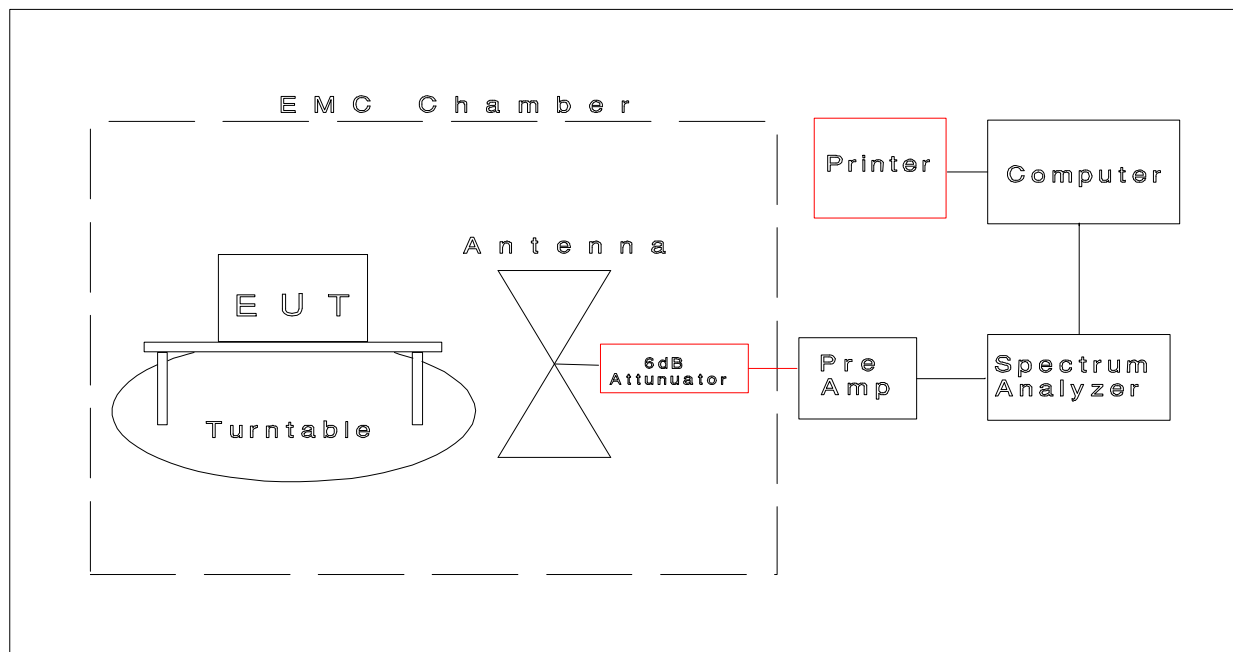 EMC Chamber
Printer
Computer
Antenna
EUT
6dB
Attunuator
Pre
Amp
Spectrum
Analyzer
Turntable